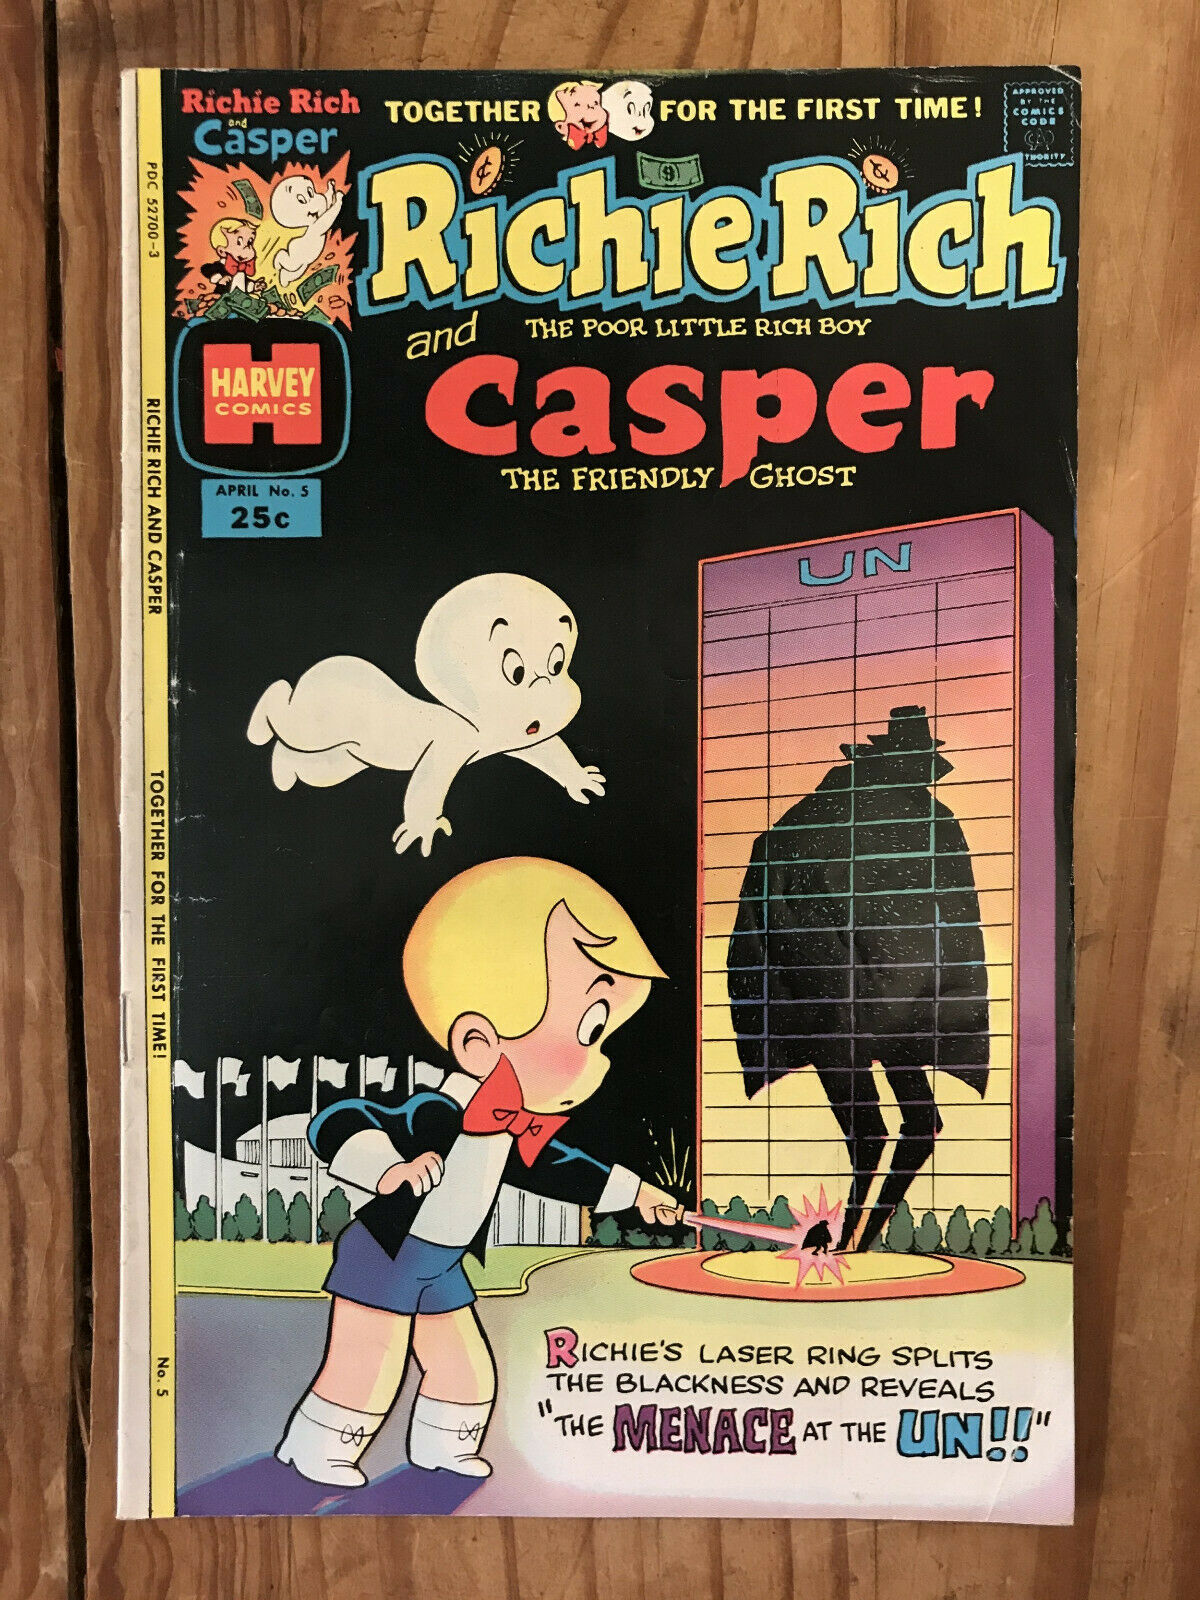 Richie Rich
and
Casper
TOGETHER FOR THE FIRST TIME!
APPROVED
BY THE
COMICS
CODE
THORITY
¢ $ ¢
RICHIE RICH
and THE POOR LITTLE RICH BOY
Casper
THE FRIENDLY GHOST
HARVEY
COMICS
H
APRIL No. 5
25c
PDC 52700-3
RICHIE RICH AND CASPER
TOGETHER FOR THE FIRST TIME!
No. 5
UN
RICHIE'S LASER RING SPLITS
THE BLACKNESS AND REVEALS
"THE MENACE AT THE UN!!"